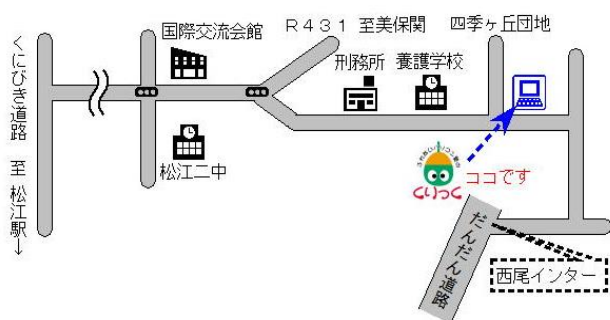 国際交流会館
R431 至美保関
四季ヶ丘団地
刑務所
養護学校
くにびき道路 至 松江駅→
松江二中
くりっく
ココです
だんだん道路
西尾インター